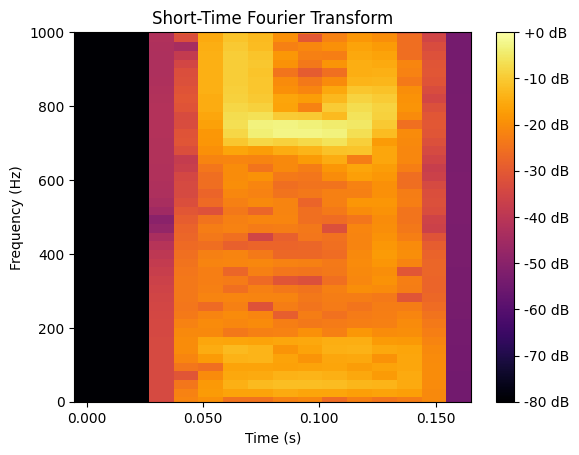 Short-Time Fourier Transform
1000
800
600
400
200
0
Frequency (Hz)
0.000
0.050
0.100
0.150
Time (s)
+0 dB
-10 dB
-20 dB
-30 dB
-40 dB
-50 dB
-60 dB
-70 dB
-80 dB